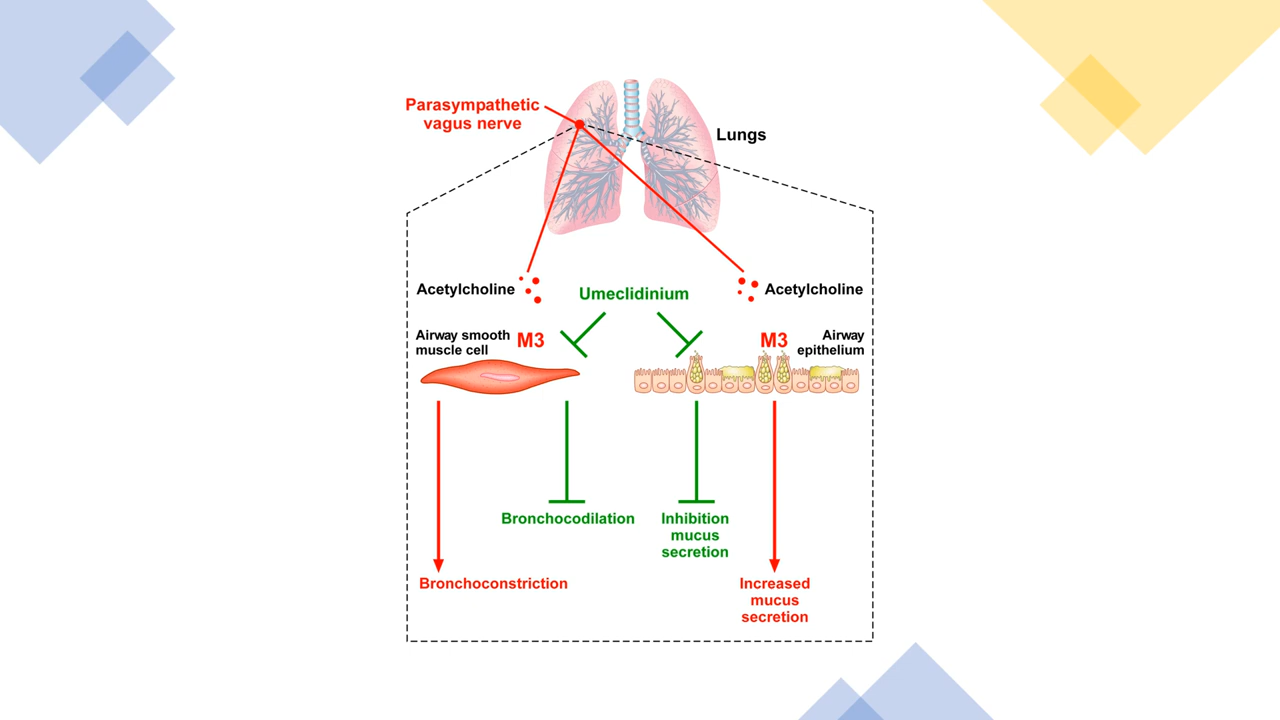 Parasympathetic
vagus nerve
Lungs
Acetylcholine
Umeclidinium
Acetylcholine
Airway smooth
muscle cell
M3
M3
Airway
epithelium
Bronchocodilation
Inhibition
mucus
secretion
Bronchoconstriction
Increased
mucus
secretion